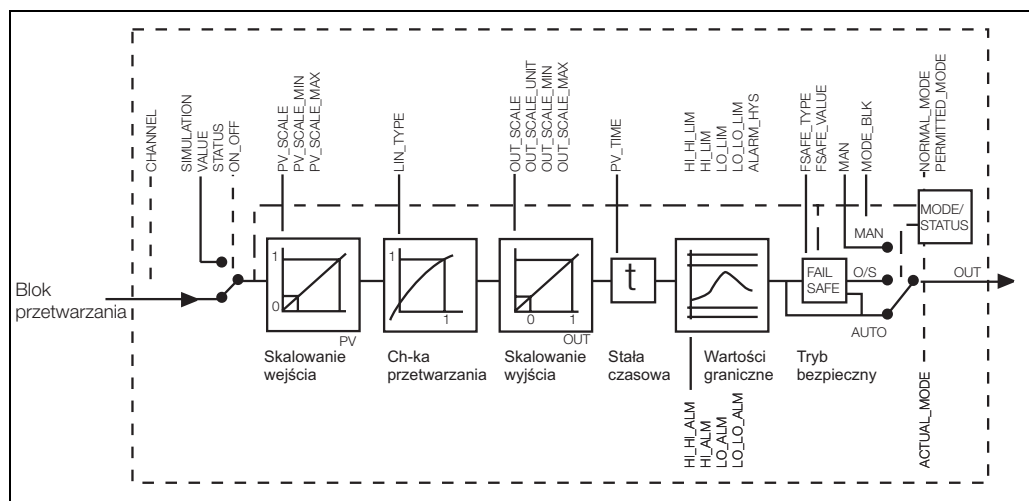 CHANNEL
SIMULATION
VALUE
STATUS
ON_OFF
PV_SCALE
PV_SCALE_MIN
PV_SCALE_MAX
LIN_TYPE
OUT_SCALE
OUT_SCALE_UNIT
OUT_SCALE_MIN
OUT_SCALE_MAX
PV_TIME
HI_HI_LIM
HI_LIM
LO_LIM
LO_LO_LIM
ALARM_HYS
FSAFE_TYPE
FSAFE_VALUE
MAN
MODE_BLK
NORMAL_MODE
PERMITTED_MODE
MODE/
STATUS
MAN
Blok
przetwarzania
1
0
1
PV
1
1
1
0
1
OUT
t
FAIL
SAFE
O/S
AUTO
OUT
Skalowanie
wejścia
Ch-ka
przetwarzania
Skalowanie
wyjścia
Stała
czasowa
Wartości
graniczne
Tryb
bezpieczny
HI_HI_ALM
HI_ALM
LO_ALM
LO_LO_ALM
ACTUAL_MODE